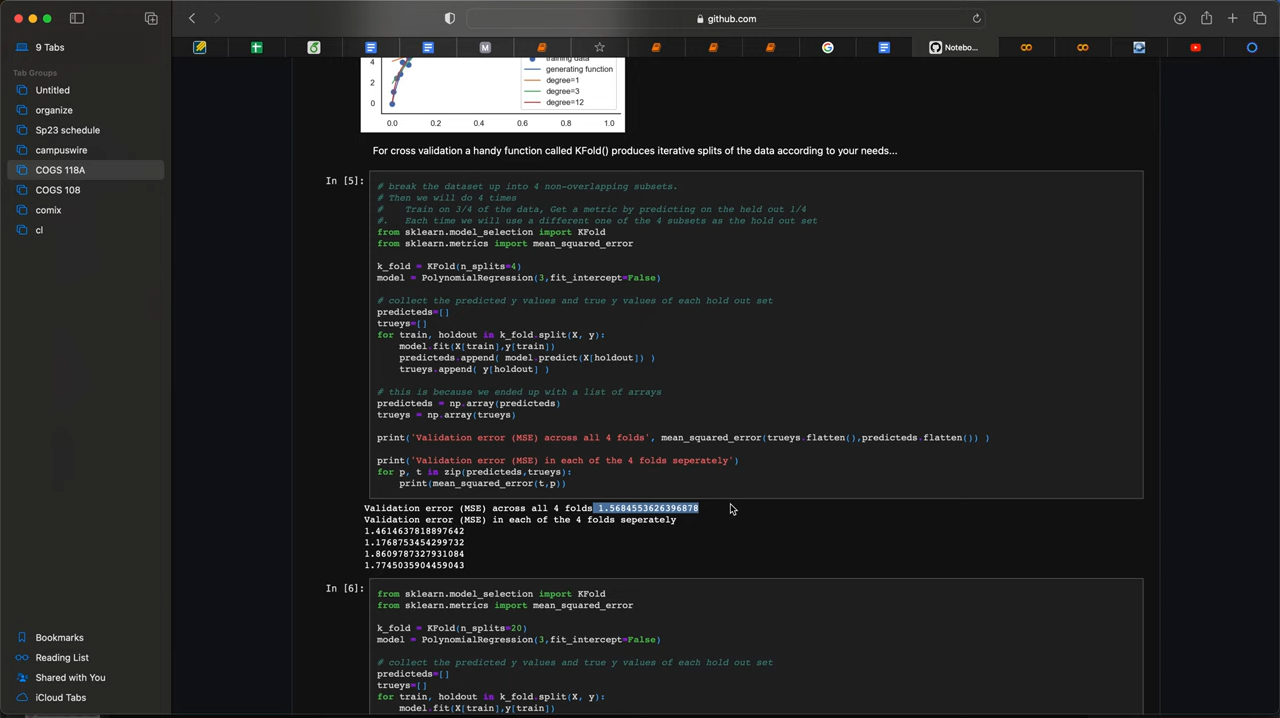 github.com
9 Tabs
Notebo...
Tab Groups
Untitled
organize
Sp23 schedule
campuswire
COGS 118A
COGS 108
comix
cl
Bookmarks
Reading List
Shared with You
iCloud Tabs
4
2
0
0.0 0.2 0.4 0.6 0.8 1.0
training data
generating function
degree=1
degree=3
degree=12
For cross validation a handy function called KFold() produces iterative splits of the data according to your needs...
In [5]:
# break the dataset up into 4 non-overlapping subsets.
# Then we will do 4 times
#    Train on 3/4 of the data, Get a metric by predicting on the held out 1/4
#.   Each time we will use a different one of the 4 subsets as the hold out set
from sklearn.model_selection import KFold
from sklearn.metrics import mean_squared_error
k_fold = KFold(n_splits=4)
model = PolynomialRegression(3,fit_intercept=False)
# collect the predicted y values and true y values of each hold out set
predicteds=[]
trueys=[]
for train, holdout in k_fold.split(X, y):
    model.fit(X[train],y[train])
    predicteds.append( model.predict(X[holdout]) )
    trueys.append( y[holdout] )
# this is because we ended up with a list of arrays
predicteds = np.array(predicteds)
trueys = np.array(trueys)
print('Validation error (MSE) across all 4 folds', mean_squared_error(trueys.flatten(),predicteds.flatten()) )
print('Validation error (MSE) in each of the 4 folds seperately')
for p, t in zip(predicteds,trueys):
    print(mean_squared_error(t,p))
Validation error (MSE) across all 4 folds 1.5684553626396878
Validation error (MSE) in each of the 4 folds seperately
1.4614637818897642
1.1768753454299732
1.8609787327931084
1.7745035904459043
In [6]:
from sklearn.model_selection import KFold
from sklearn.metrics import mean_squared_error
k_fold = KFold(n_splits=20)
model = PolynomialRegression(3,fit_intercept=False)
# collect the predicted y values and true y values of each hold out set
predicteds=[]
trueys=[]
for train, holdout in k_fold.split(X, y):
    model.fit(X[train],y[train])